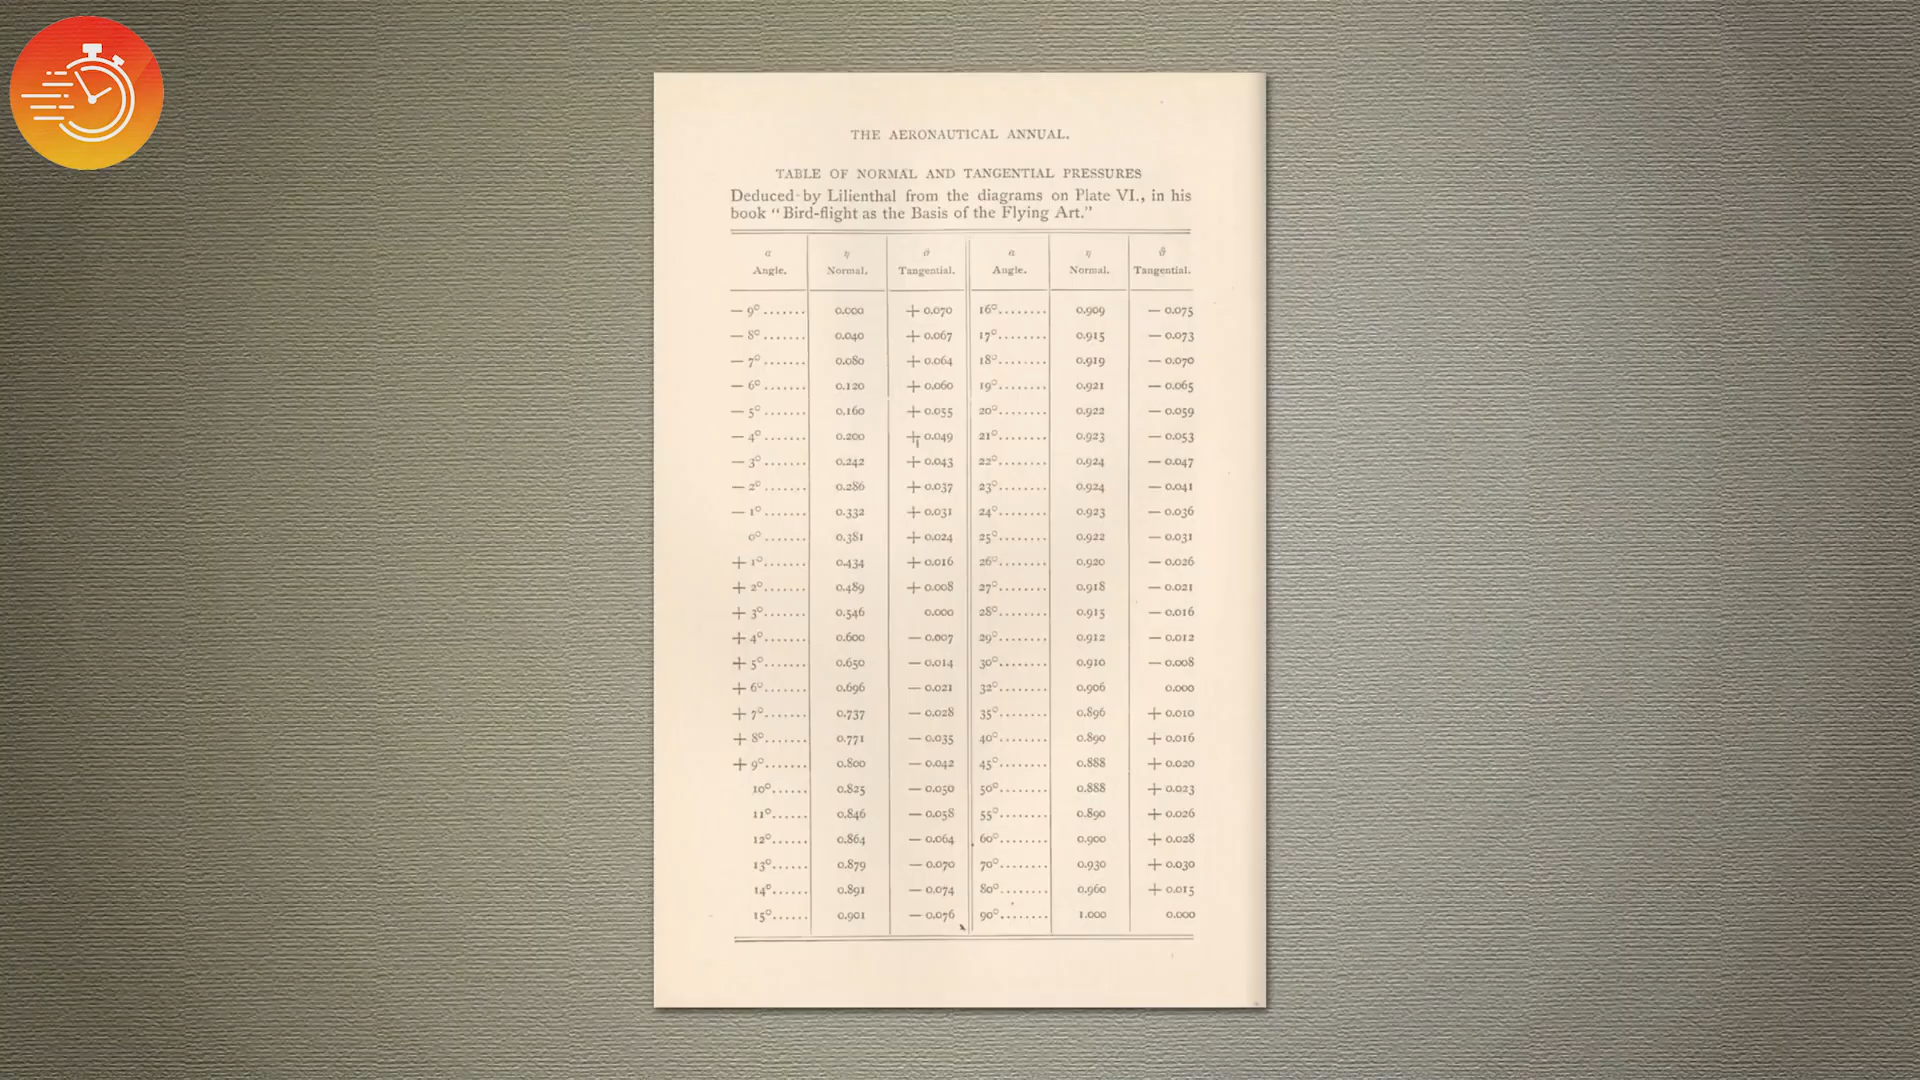 THE AERONAUTICAL ANNUAL.
TABLE OF NORMAL AND TANGENTIAL PRESSURES
Deduced by Lilienthal from the diagrams on Plate VI., in his
book "Bird-flight as the Basis of the Flying Art."
α η ϑ α η ϑ
Angle. Normal. Tangential. Angle. Normal. Tangential.
— 9°....... 0.000 + 0.070 16°........ 0.909 — 0.075
— 8°....... 0.040 + 0.067 17°........ 0.915 — 0.073
— 7°....... 0.080 + 0.064 18°........ 0.919 — 0.070
— 6°....... 0.120 + 0.060 19°........ 0.921 — 0.065
— 5°....... 0.160 + 0.055 20°........ 0.922 — 0.059
— 4°....... 0.200 + 0.049 21°........ 0.923 — 0.053
— 3°....... 0.242 + 0.043 22°........ 0.924 — 0.047
— 2°....... 0.286 + 0.037 23°........ 0.924 — 0.041
— 1°....... 0.332 + 0.031 24°........ 0.923 — 0.036
0°....... 0.381 + 0.024 25°........ 0.922 — 0.031
+ 1°....... 0.434 + 0.016 26°........ 0.920 — 0.026
+ 2°....... 0.489 + 0.008 27°........ 0.918 — 0.021
+ 3°....... 0.546 0.000 28°........ 0.915 — 0.016
+ 4°....... 0.600 — 0.007 29°........ 0.912 — 0.012
+ 5°....... 0.650 — 0.014 30°........ 0.910 — 0.008
+ 6°....... 0.696 — 0.021 32°........ 0.906 0.000
+ 7°....... 0.737 — 0.028 35°........ 0.896 + 0.010
+ 8°....... 0.771 — 0.035 40°........ 0.890 + 0.016
+ 9°....... 0.800 — 0.042 45°........ 0.888 + 0.020
10°...... 0.825 — 0.050 50°........ 0.888 + 0.023
11°...... 0.846 — 0.058 55°........ 0.890 + 0.026
12°...... 0.864 — 0.064 60°........ 0.900 + 0.028
13°...... 0.879 — 0.070 70°........ 0.930 + 0.030
14°...... 0.891 — 0.074 80°........ 0.960 + 0.015
15°...... 0.901 — 0.076 90°........ 1.000 0.000